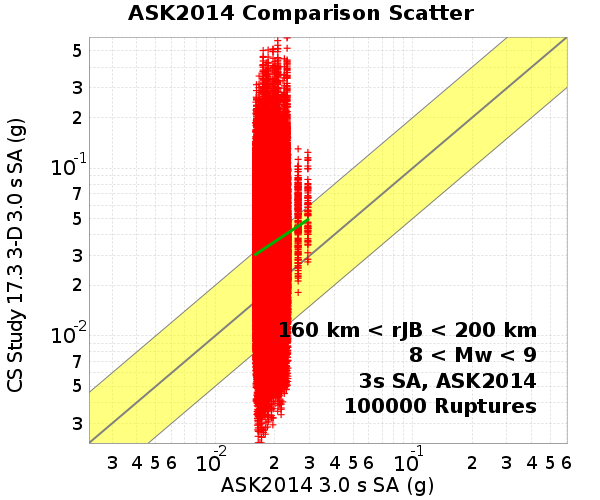 ASK2014 Comparison Scatter
CS Study 17.3 3-D 3.0 s SA (g)
5
3
2
10^-1
7
5
3
2
10^-2
7
5
3
160 km < rJB < 200 km
8 < Mw < 9
3s SA, ASK2014
100000 Ruptures
3 4 5 6 10^-2 2 3 4 5 6 10^-1 2 3 4 5 6
ASK2014 3.0 s SA (g)